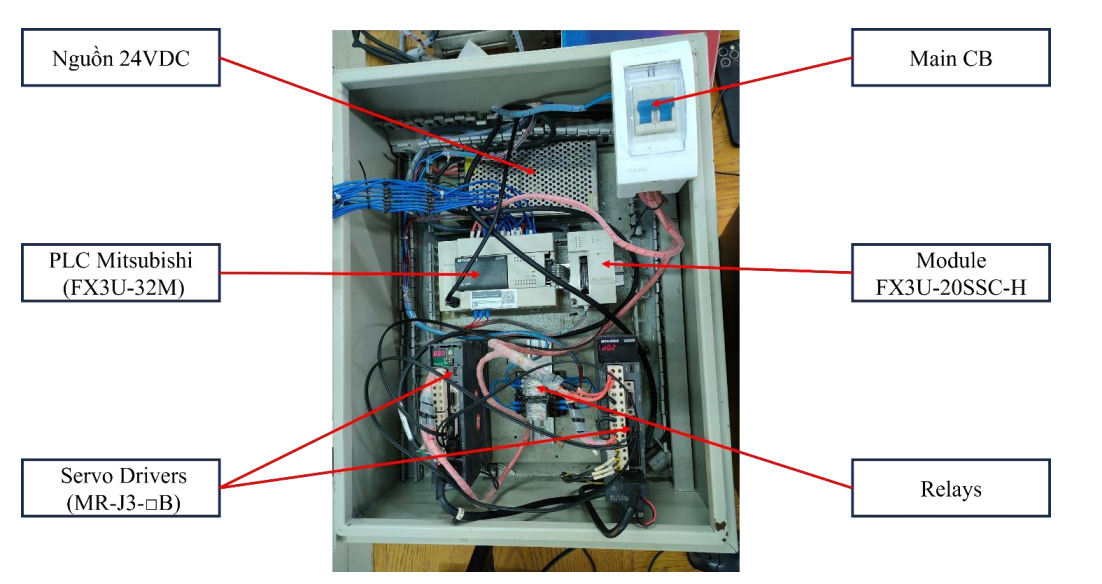 Nguồn 24VDC
Main CB
PLC Mitsubishi
(FX3U-32M)
Module
FX3U-20SSC-H
Servo Drivers
(MR-J3-□B)
Relays